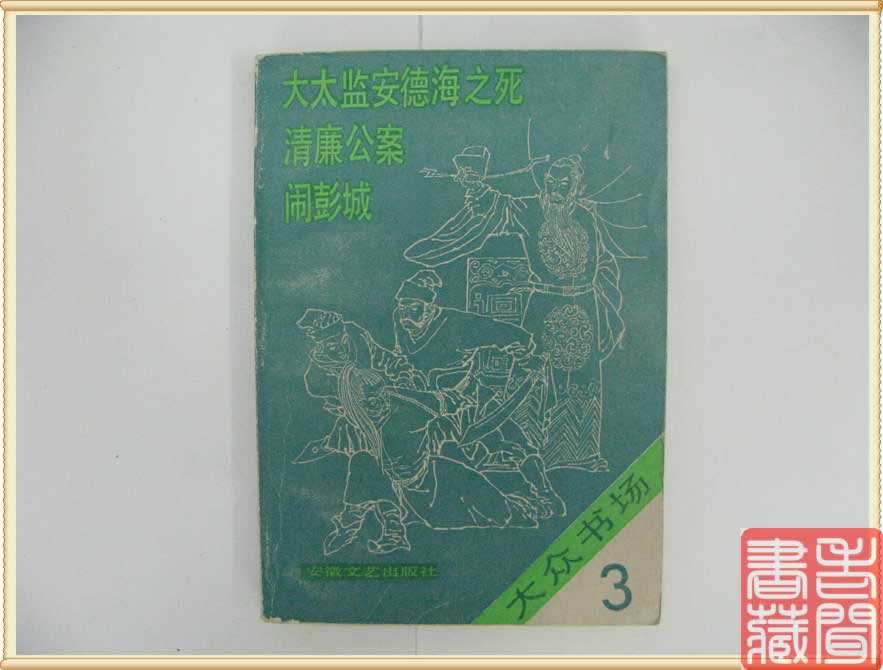 大太监安德海之死
清廉公案
闹彭城
安徽文艺出版社
大众书场
3
書藏